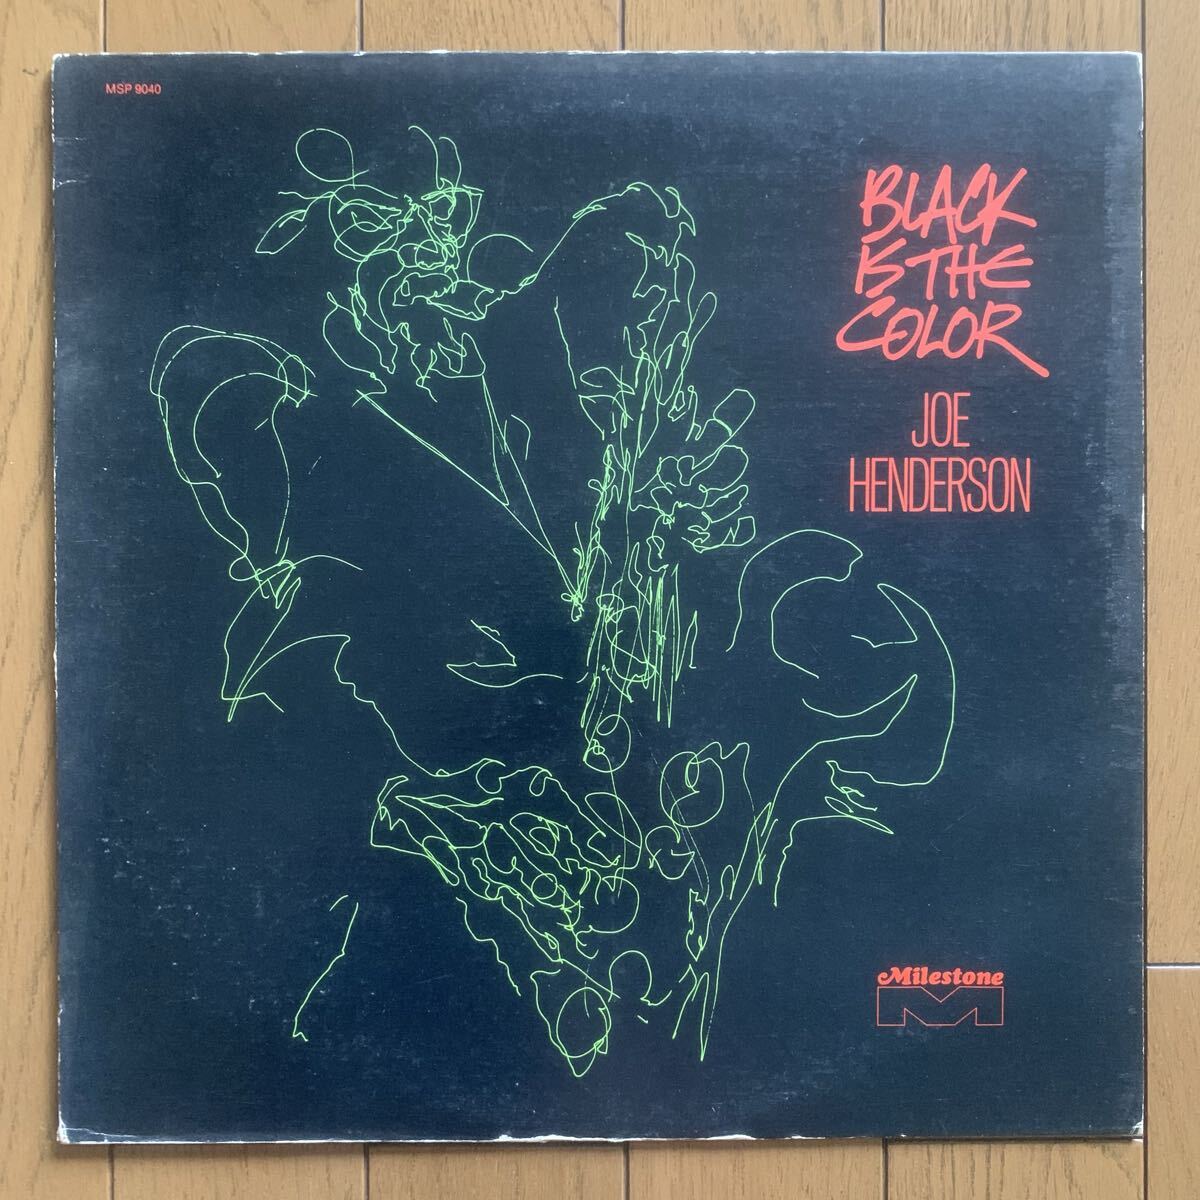 MSP 9040
BLACK
IS THE
COLOR
JOE
HENDERSON
Milestone
M